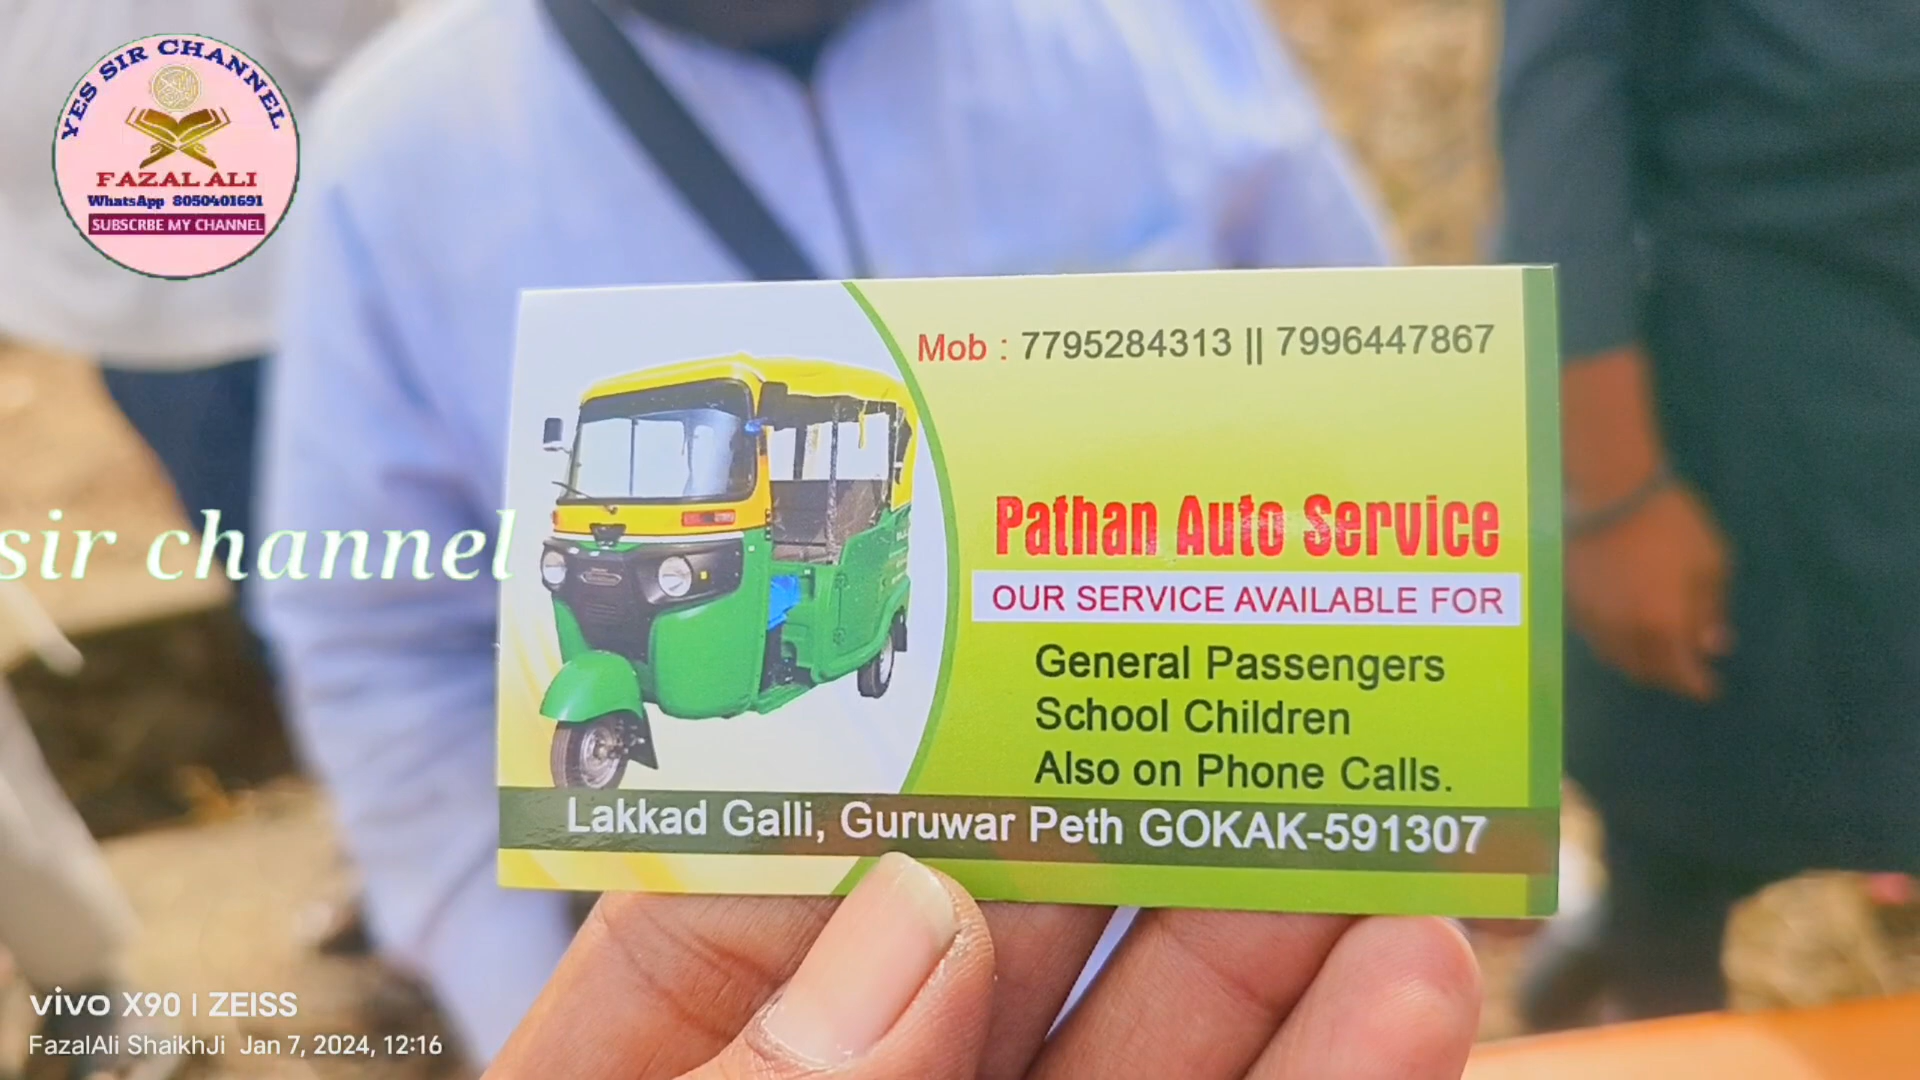 YES SIR CHANNEL
FAZAL ALI
WhatsApp 8050401691
SUBSCRBE MY CHANNEL
Mob : 7795284313 || 7996447867
Pathan Auto Service
OUR SERVICE AVAILABLE FOR
General Passengers
School Children
Also on Phone Calls.
Lakkad Galli, Guruwar Peth GOKAK-591307
sir channel
vivo X90 | ZEISS
FazalAli ShaikhJi Jan 7, 2024, 12:16